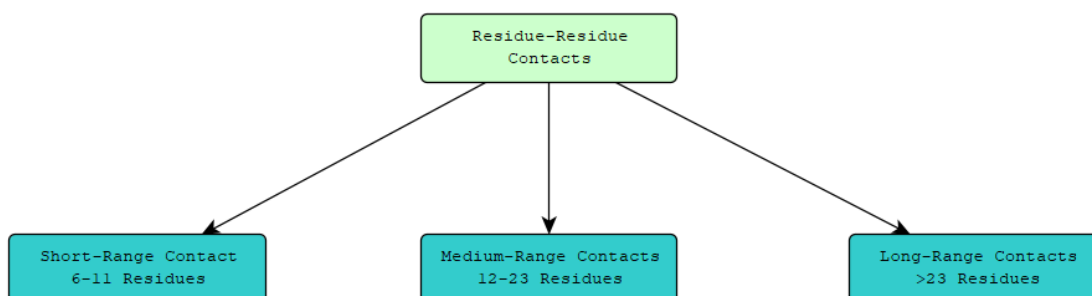 Residue-Residue
Contacts
Short-Range Contact
6-11 Residues
Medium-Range Contacts
12-23 Residues
Long-Range Contacts
>23 Residues